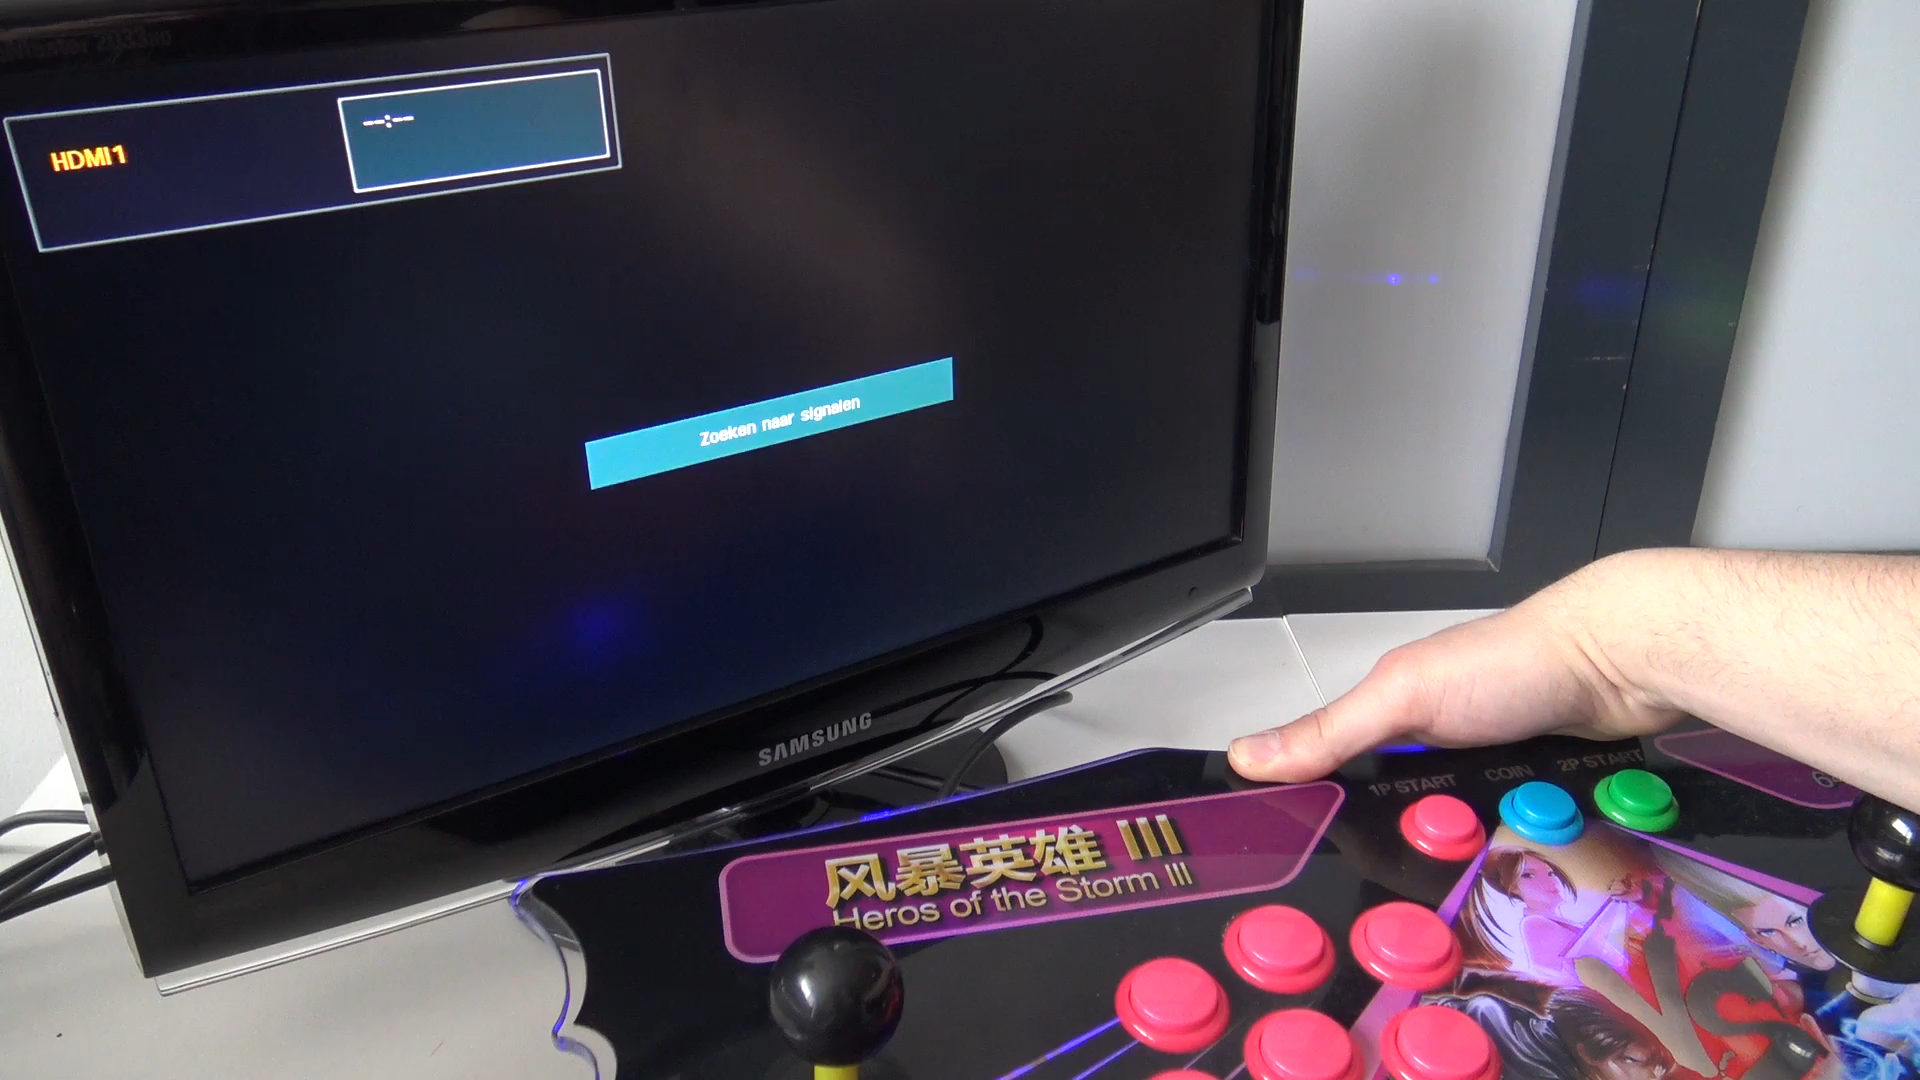 HDMI1
--:--
Zoeken naar signalen
SAMSUNG
1P START
COIN
2P START
风暴英雄 III
Heros of the Storm III
VS